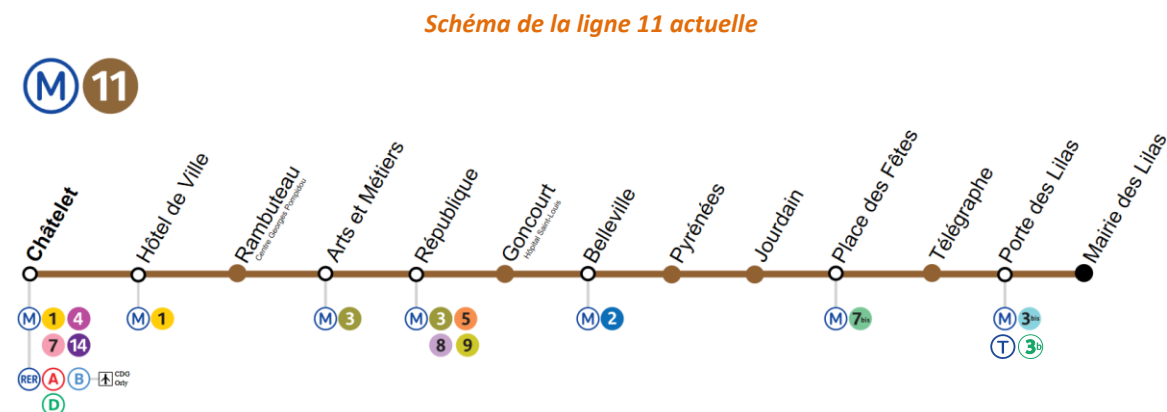 Schéma de la ligne 11 actuelle
M 11
Châtelet
Hôtel de Ville
Rambuteau
Centre Georges Pompidou
Arts et Métiers
République
Goncourt
Hôpital Saint-Louis
Belleville
Pyrénées
Jourdain
Place des Fêtes
Télégraphe
Porte des Lilas
Mairie des Lilas
M 1 4
7 14
RER A B CDG
Orly
D
M 1
M 3
M 3 5
8 9
M 2
M 7bis
M 3bis
T 3b